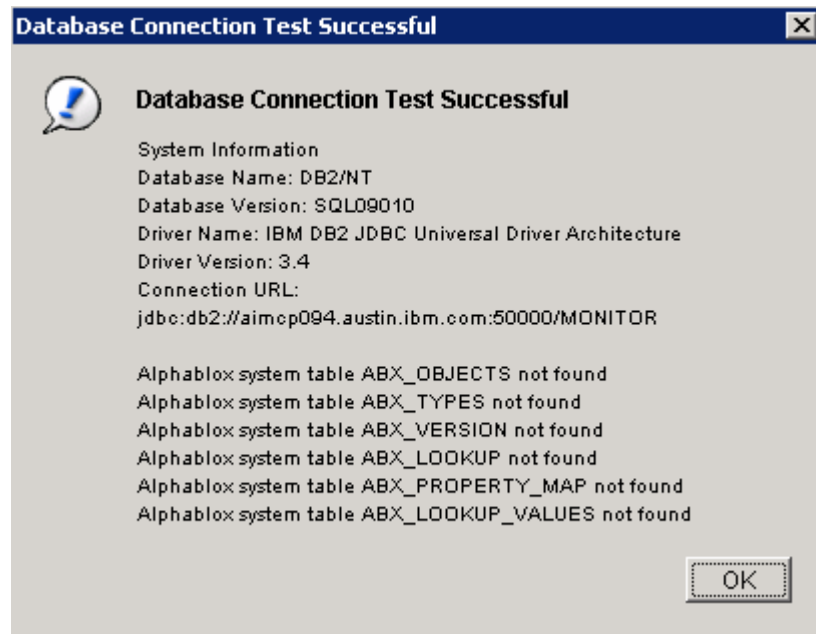 Database Connection Test Successful
Database Connection Test Successful
System Information
Database Name: DB2/NT
Database Version: SQL09010
Driver Name: IBM DB2 JDBC Universal Driver Architecture
Driver Version: 3.4
Connection URL:
jdbc:db2://aimcp094.austin.ibm.com:50000/MONITOR
Alphablox system table ABX_OBJECTS not found
Alphablox system table ABX_TYPES not found
Alphablox system table ABX_VERSION not found
Alphablox system table ABX_LOOKUP not found
Alphablox system table ABX_PROPERTY_MAP not found
Alphablox system table ABX_LOOKUP_VALUES not found
OK